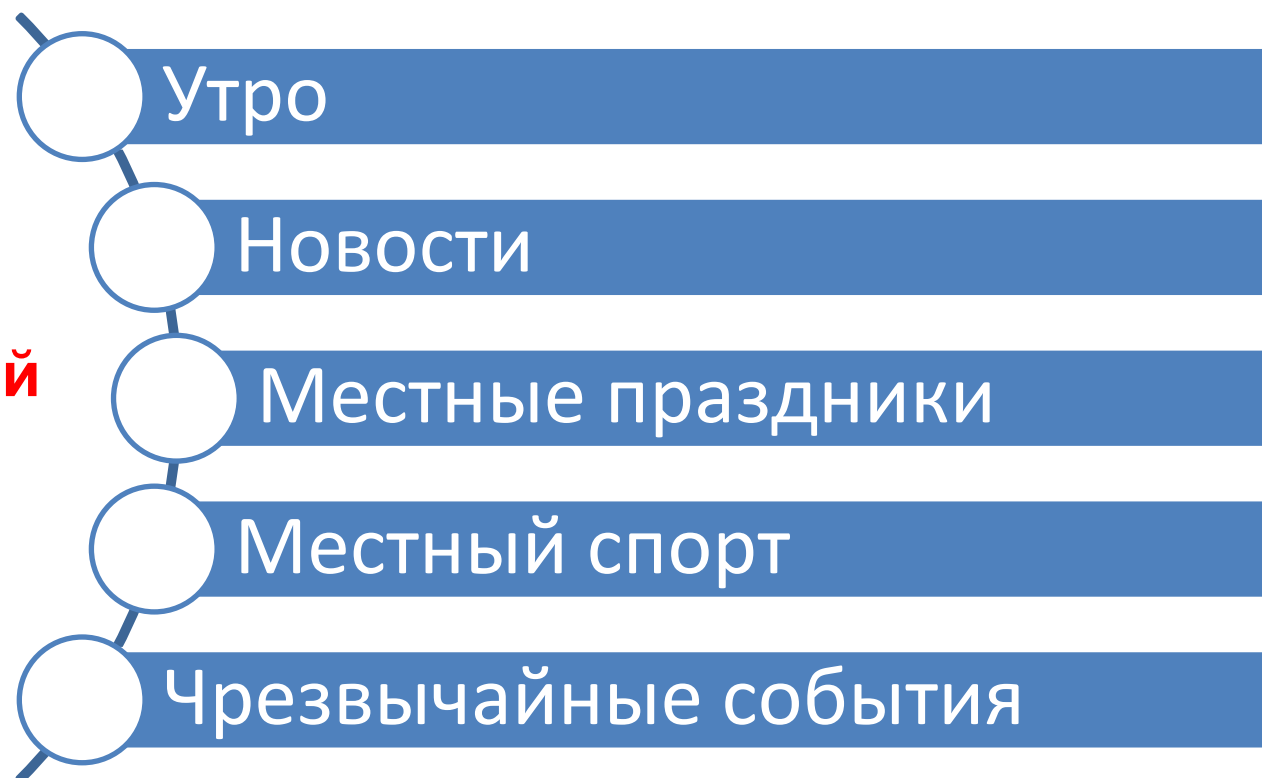 Утро
Новости
й
Местные праздники
Местный спорт
Чрезвычайные события